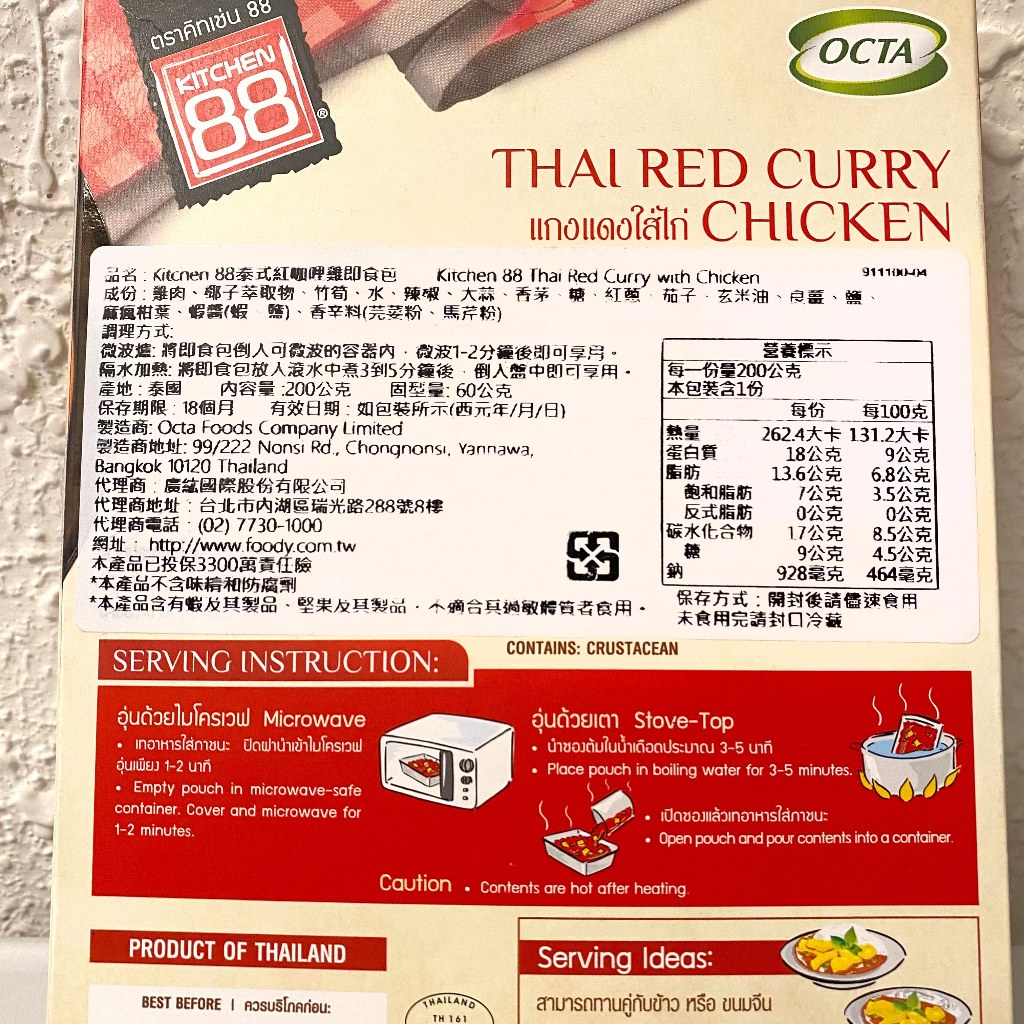 ตราคิทเช่น 88
KITCHEN
88®
OCTA
THAI RED CURRY
แกงแดงใส่ไก่ CHICKEN
品名 : Kitchen 88泰式紅咖哩雞即食包 Kitchen 88 Thai Red Curry with Chicken
成份 : 雞肉、椰子萃取物、竹筍、水、辣椒、大蒜、香茅、糖、紅蔥、茄子、玄米油、良薑、鹽、
麻瘋柑葉、蝦醬(蝦、鹽)、香辛料(芫荽粉、馬芹粉)
調理方式:
微波爐: 將即食包倒入可微波的容器內,微波1-2分鐘後即可享用。
隔水加熱: 將即食包放入滾水中煮3到5分鐘後,倒入盤中即可享用。
產地 : 泰國 內容量 :200公克 固型量: 60公克
保存期限 : 18個月 有效日期 : 如包裝所示(西元年/月/日)
製造商: Octa Foods Company Limited
製造商地址: 99/222 Nonsi Rd., Chongnonsi, Yannawa,
Bangkok 10120 Thailand
代理商 : 廣紘國際股份有限公司
代理商地址 : 台北市內湖區瑞光路288號8樓
代理商電話 : (02) 7730-1000
網址 : http://www.foody.com.tw
本產品已投保3300萬責任險
*本產品不含味精和防腐劑
*本產品含有蝦及其製品、堅果及其製品,不適合其過敏體質者食用。
營養標示
每一份量200公克
本包裝含1份
每份 每100克
熱量 262.4大卡 131.2大卡
蛋白質 18公克 9公克
脂肪 13.6公克 6.8公克
飽和脂肪 7公克 3.5公克
反式脂肪 0公克 0公克
碳水化合物 17公克 8.5公克
糖 9公克 4.5公克
鈉 928毫克 464毫克
保存方式 : 開封後請儘速食用
未食用完請封口冷藏
CONTAINS: CRUSTACEAN
SERVING INSTRUCTION:
อุ่นด้วยไมโครเวฟ Microwave
• เทอาหารใส่ภาชนะ ปิดฝานำเข้าไมโครเวฟ
อุ่นเพียง 1-2 นาที
• Empty pouch in microwave-safe
container. Cover and microwave for
1-2 minutes.
อุ่นด้วยเตา Stove-Top
• นำซองต้มในน้ำเดือดประมาณ 3-5 นาที
• Place pouch in boiling water for 3-5 minutes.
• เปิดซองแล้วเทอาหารใส่ภาชนะ
• Open pouch and pour contents into a container.
Caution • Contents are hot after heating.
PRODUCT OF THAILAND
BEST BEFORE | ควรบริโภคก่อน:
THAILAND
TH 161
Serving Ideas:
สามารถทานคู่กับข้าว หรือ ขนมจีน